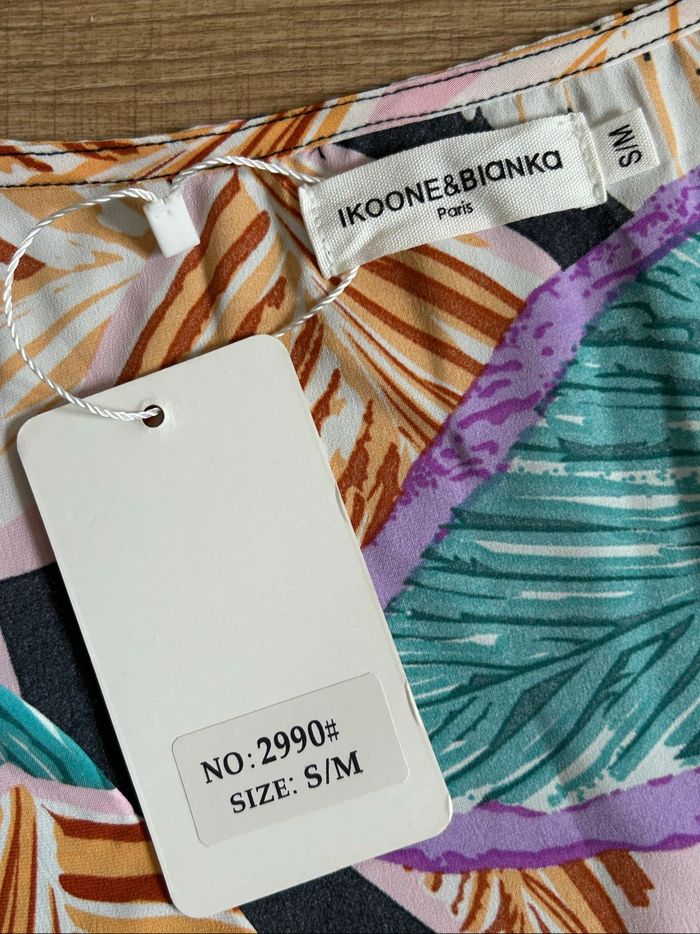 IKOONE&BIANKA
Paris
S/M
NO: 2990#
SIZE: S/M